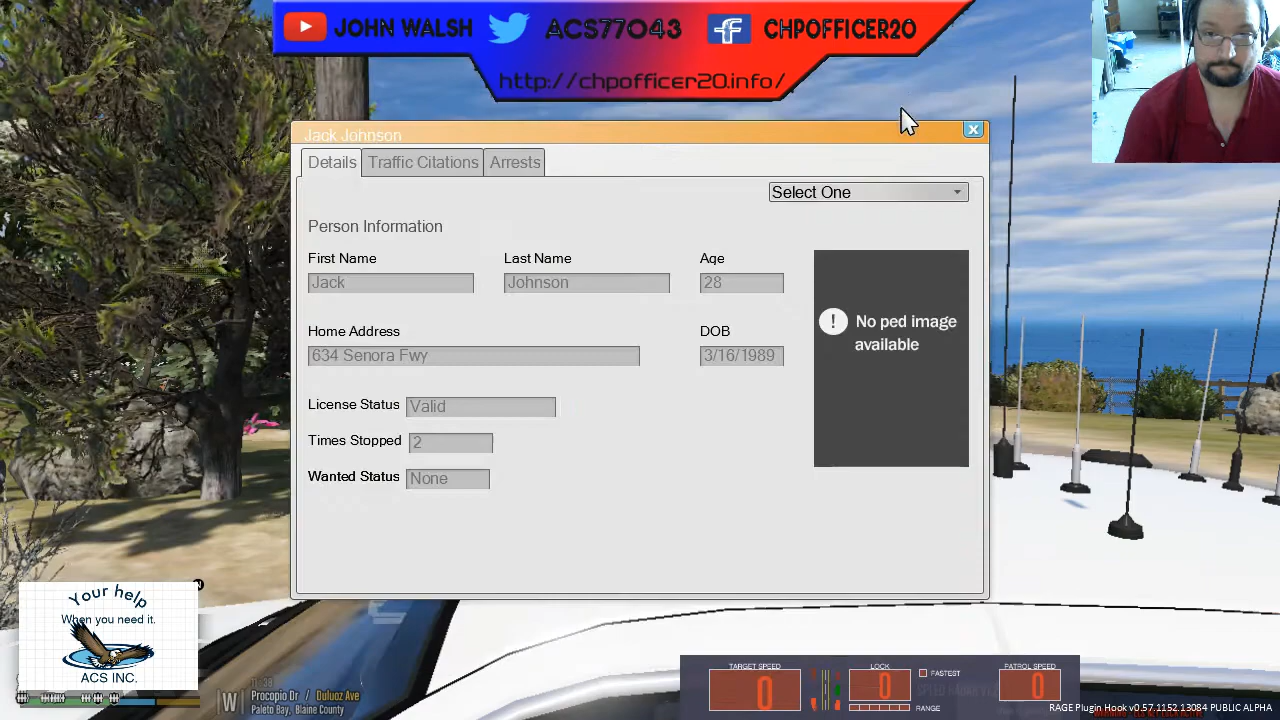 JOHN WALSH ACS77043 CHPOFFICER20
http://chpofficer20.info/
Jack Johnson
Details Traffic Citations Arrests
Select One
Person Information
First Name Last Name Age
Jack Johnson 28
Home Address DOB
634 Senora Fwy 3/16/1989
No ped image
available
License Status Valid
Times Stopped 2
Wanted Status None
Your help
When you need it.
ACS INC.
W
Procopio Dr / Duluoz Ave
Paleto Bay, Blaine County
TARGET SPEED LOCK FASTEST PATROL SPEED
0 0 0
RANGE
RAGE Plugin Hook v0.57.1152.13084 PUBLIC ALPHA